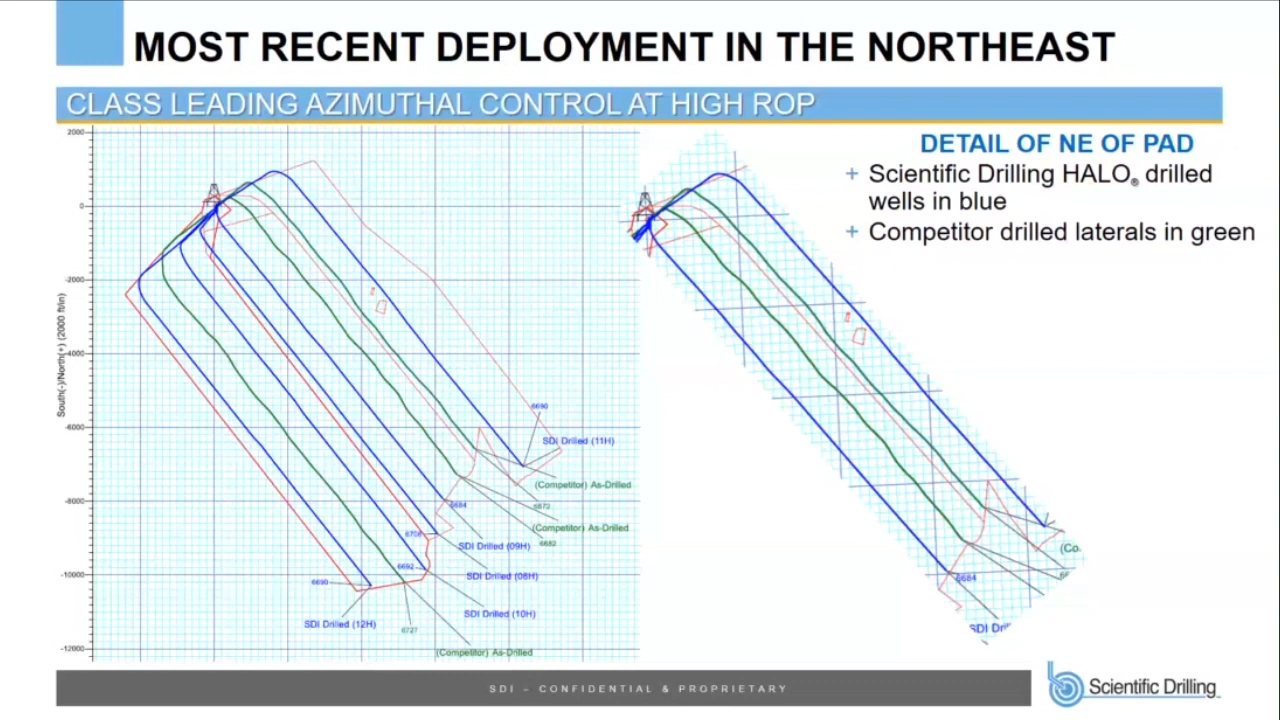 MOST RECENT DEPLOYMENT IN THE NORTHEAST
CLASS LEADING AZIMUTHAL CONTROL AT HIGH ROP
DETAIL OF NE OF PAD
+ Scientific Drilling HALO® drilled
wells in blue
+ Competitor drilled laterals in green
South(-)/North(+) (2000 ft/in)
2000
0
-2000
-4000
-6000
-8000
-10000
-12000
6690
SDI Drilled (11H)
(Competitor) As-Drilled
6672
(Competitor) As-Drilled
6682
6684
SDI Drilled (09H)
6706
SDI Drilled (08H)
6692
SDI Drilled (10H)
6690
SDI Drilled (12H)
6727
(Competitor) As-Drilled
(Co
6684
SDI Dril
SDI – CONFIDENTIAL & PROPRIETARY
Scientific Drilling